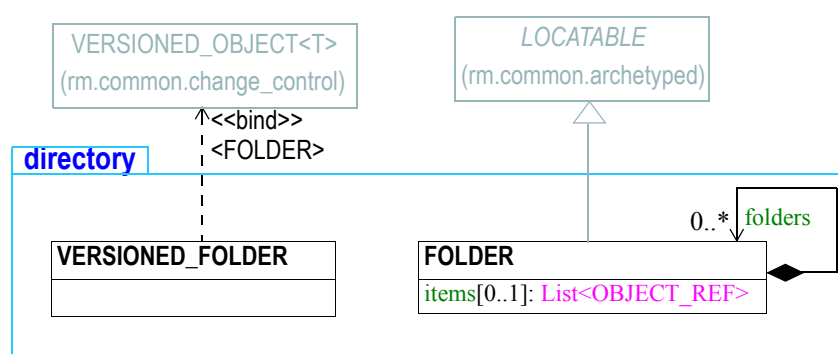 VERSIONED_OBJECT<T>
(rm.common.change_control)
LOCATABLE
(rm.common.archetyped)
<<bind>>
<FOLDER>
directory
0..* folders
VERSIONED_FOLDER
FOLDER
items[0..1]: List<OBJECT_REF>